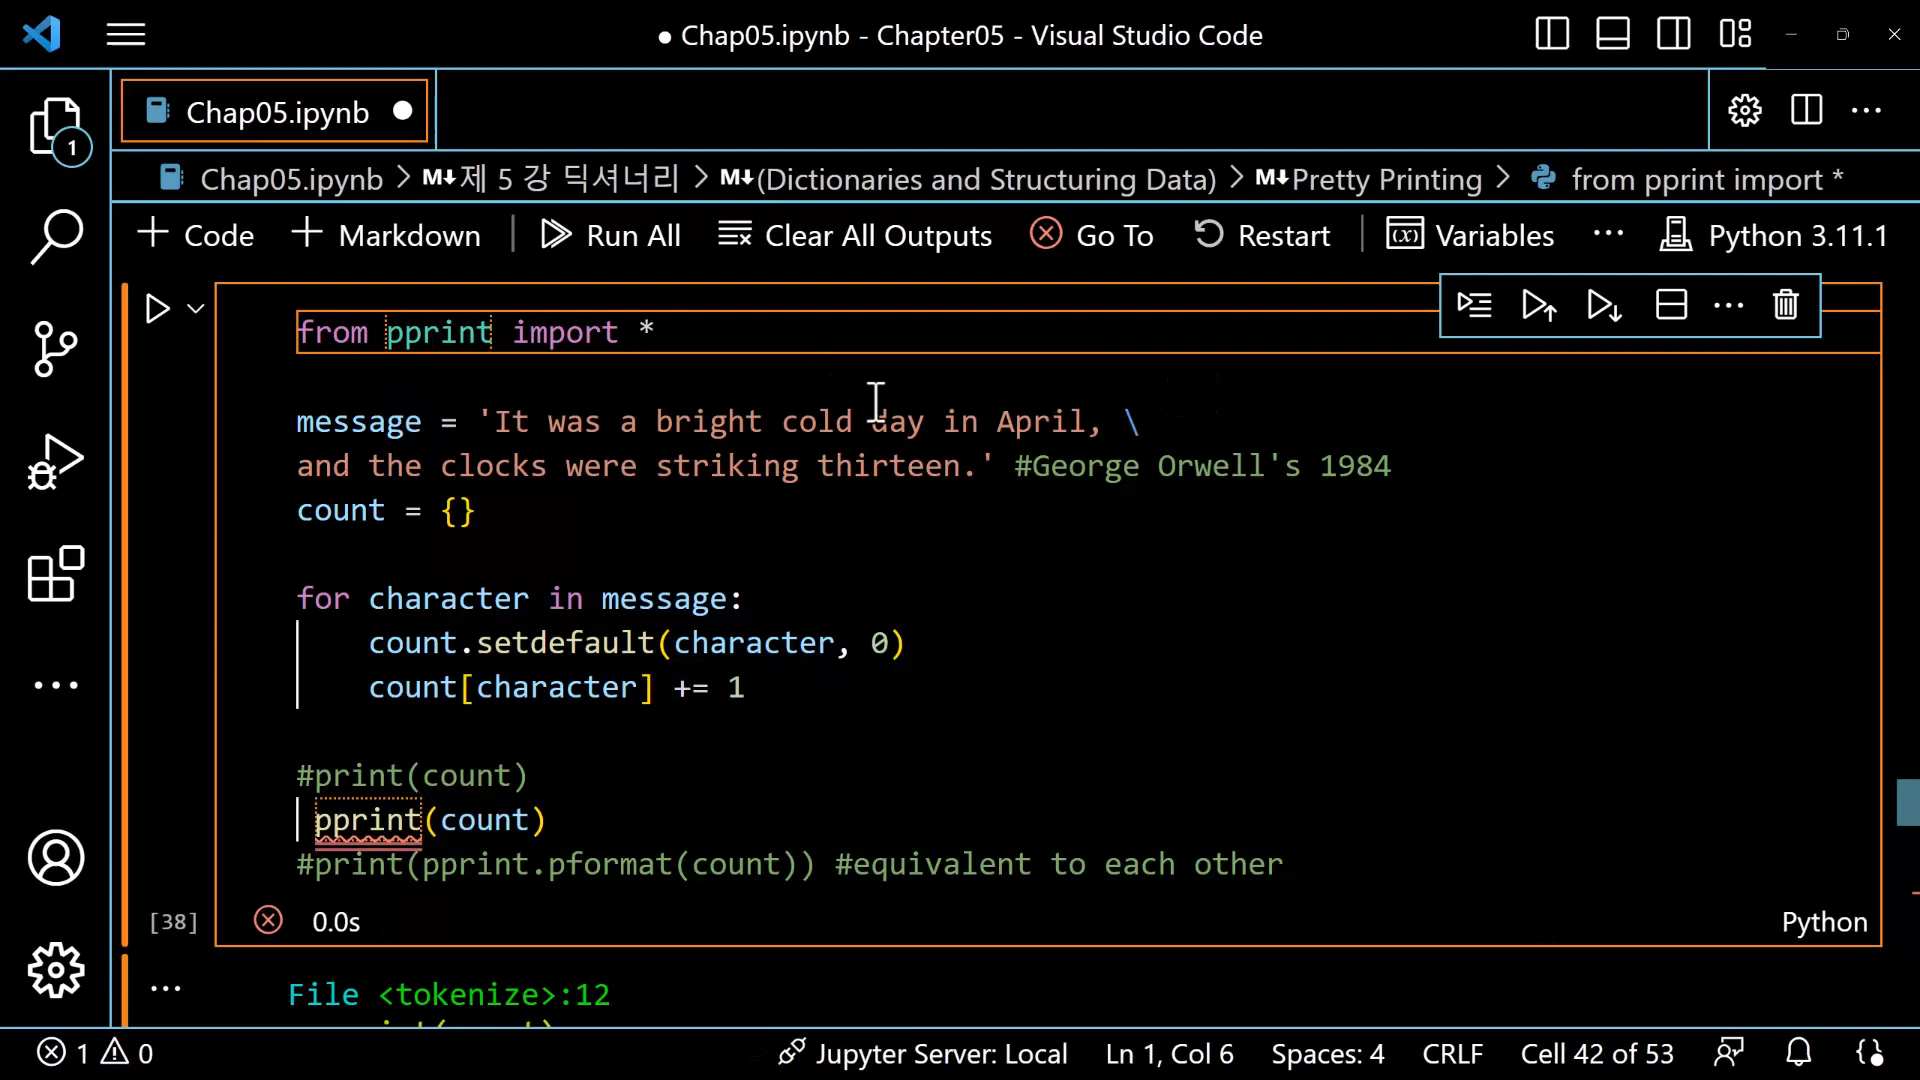 ● Chap05.ipynb - Chapter05 - Visual Studio Code
Chap05.ipynb ●
1
Chap05.ipynb > M↓제 5 강 딕셔너리 > M↓(Dictionaries and Structuring Data) > M↓Pretty Printing > from pprint import *
+ Code + Markdown | Run All Clear All Outputs Go To Restart | (x) Variables ··· Python 3.11.1
from pprint import *
message = 'It was a bright cold day in April, \
and the clocks were striking thirteen.' #George Orwell's 1984
count = {}
for character in message:
    count.setdefault(character, 0)
    count[character] += 1
#print(count)
 pprint(count)
#print(pprint.pformat(count)) #equivalent to each other
[38] 0.0s Python
File <tokenize>:12
1 0 Jupyter Server: Local Ln 1, Col 6 Spaces: 4 CRLF Cell 42 of 53